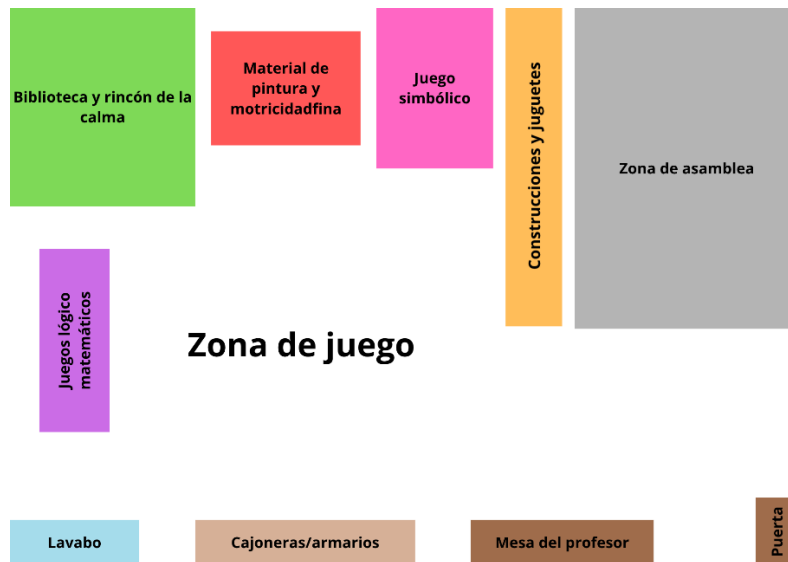 Biblioteca y rincón de la
calma
Material de
pintura y
motricidadfina
Juego
simbólico
Construcciones y juguetes
Zona de asamblea
Juegos lógico
matemáticos
Zona de juego
Lavabo
Cajoneras/armarios
Mesa del profesor
Puerta